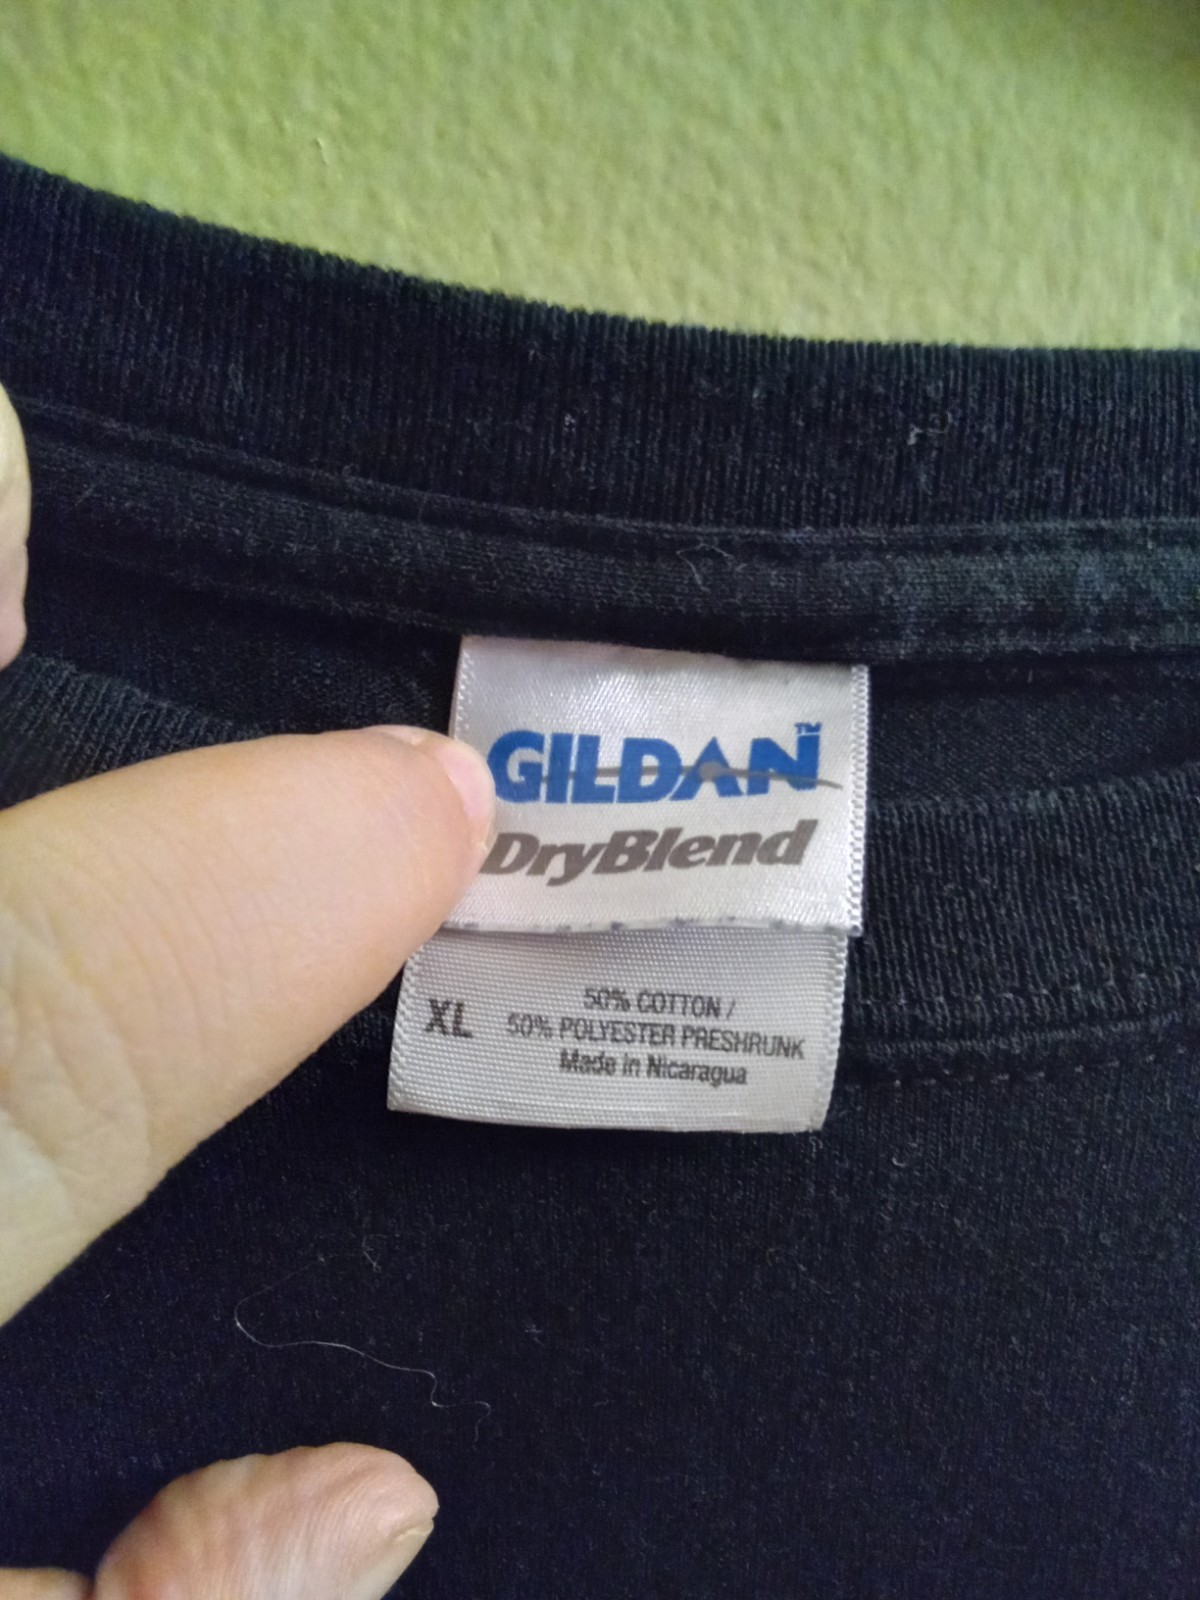 GILDAN™
DryBlend
XL
50% COTTON /
50% POLYESTER PRESHRUNK
Made in Nicaragua